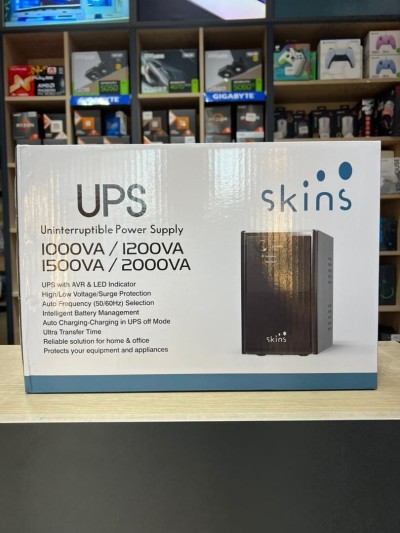 GIGABYTE
GIGABYTE
UPS
Uninterruptible Power Supply
1000VA / 1200VA
1500VA / 2000VA
UPS with AVR & LED Indicator
High/Low Voltage/Surge Protection
Auto Frequency (50/60Hz) Selection
Intelligent Battery Management
Auto Charging-Charging in UPS off Mode
Ultra Transfer Time
Reliable solution for home & office
Protects your equipment and appliances
skins
skins